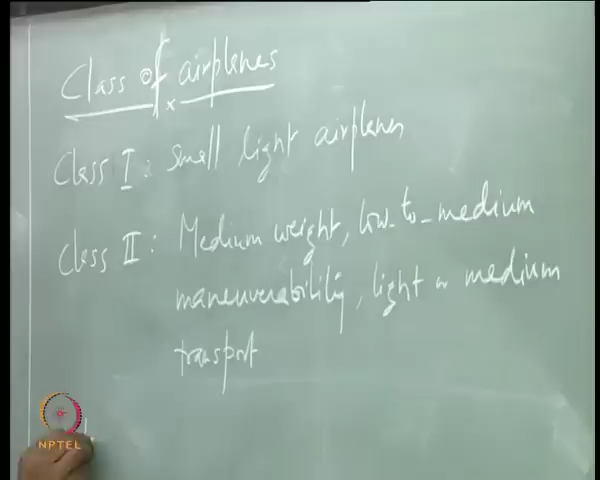 Class of airplanes
Class I : Small light airplanes
Class II : Medium weight, low-to-medium
maneuverability, light or medium
transport
NPTEL